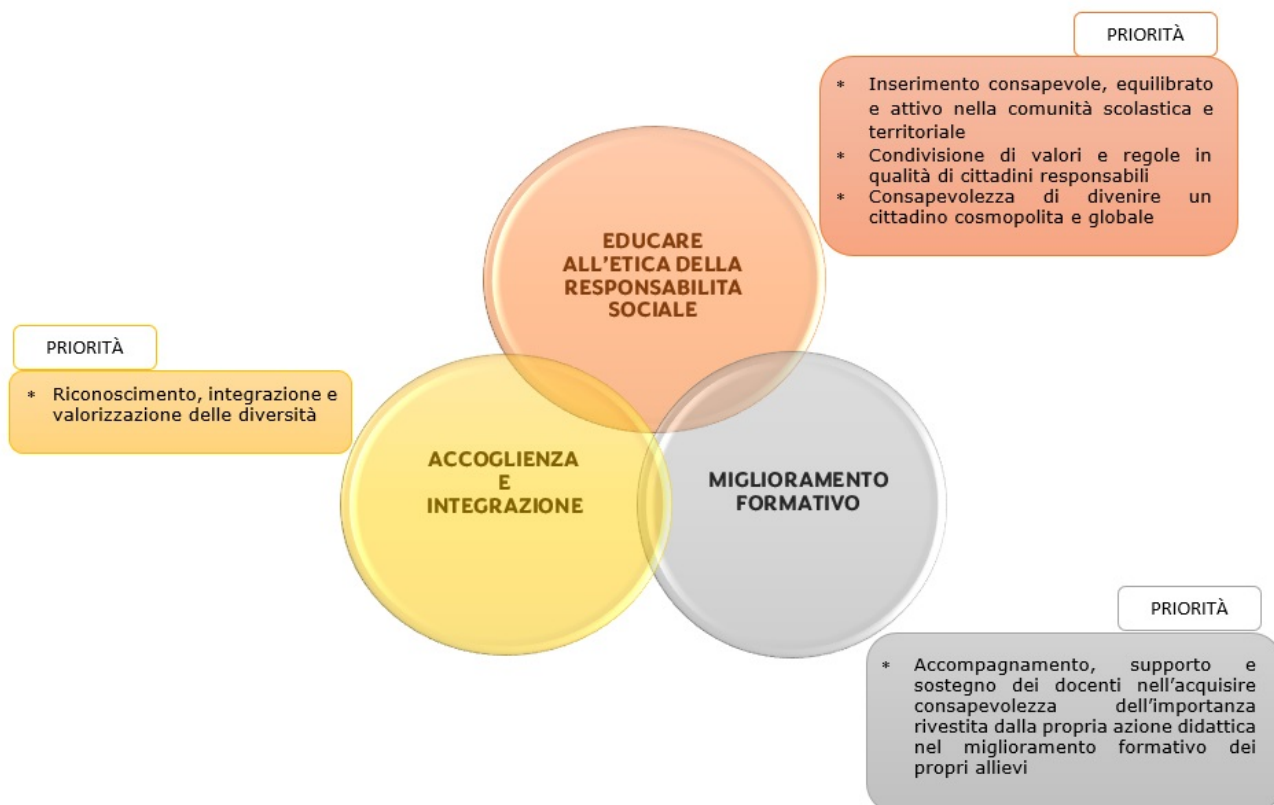 PRIORITÀ
* Inserimento consapevole, equilibrato
e attivo nella comunità scolastica e
territoriale
* Condivisione di valori e regole in
qualità di cittadini responsabili
* Consapevolezza di divenire un
cittadino cosmopolita e globale
EDUCARE
ALL'ETICA DELLA
RESPONSABILITA
SOCIALE
PRIORITÀ
* Riconoscimento, integrazione e
valorizzazione delle diversità
ACCOGLIENZA
E
INTEGRAZIONE
MIGLIORAMENTO
FORMATIVO
PRIORITÀ
* Accompagnamento, supporto e
sostegno dei docenti nell'acquisire
consapevolezza dell'importanza
rivestita dalla propria azione didattica
nel miglioramento formativo dei
propri allievi